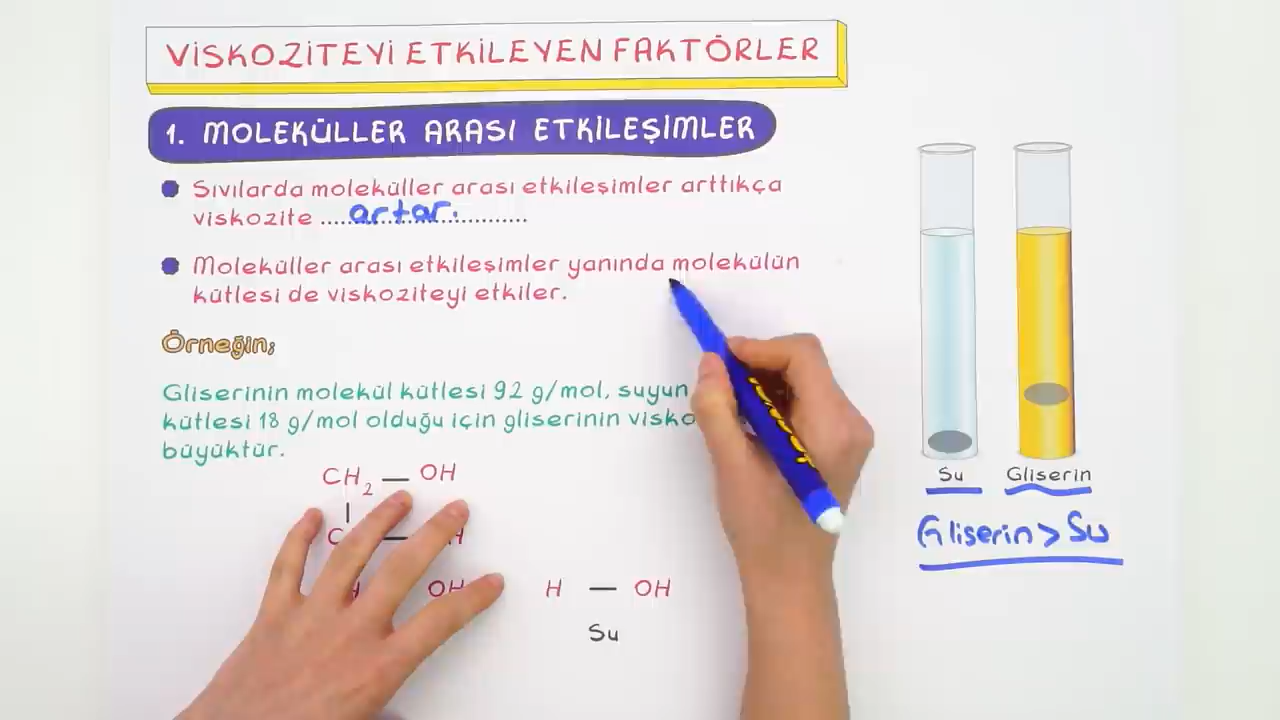 VİSKOZİTEYİ ETKİLEYEN FAKTÖRLER
1. MOLEKÜLLER ARASI ETKİLEŞİMLER
Sıvılarda moleküller arası etkileşimler arttıkça
viskozite ...... artar. ............
Moleküller arası etkileşimler yanında molekülün
kütlesi de viskoziteyi etkiler.
Örneğin;
Gliserinin molekül kütlesi 92 g/mol, suyun
kütlesi 18 g/mol olduğu için gliserinin
büyüktür.
CH2 — OH
H — OH
Su
Su
Gliserin
Gliserin > Su